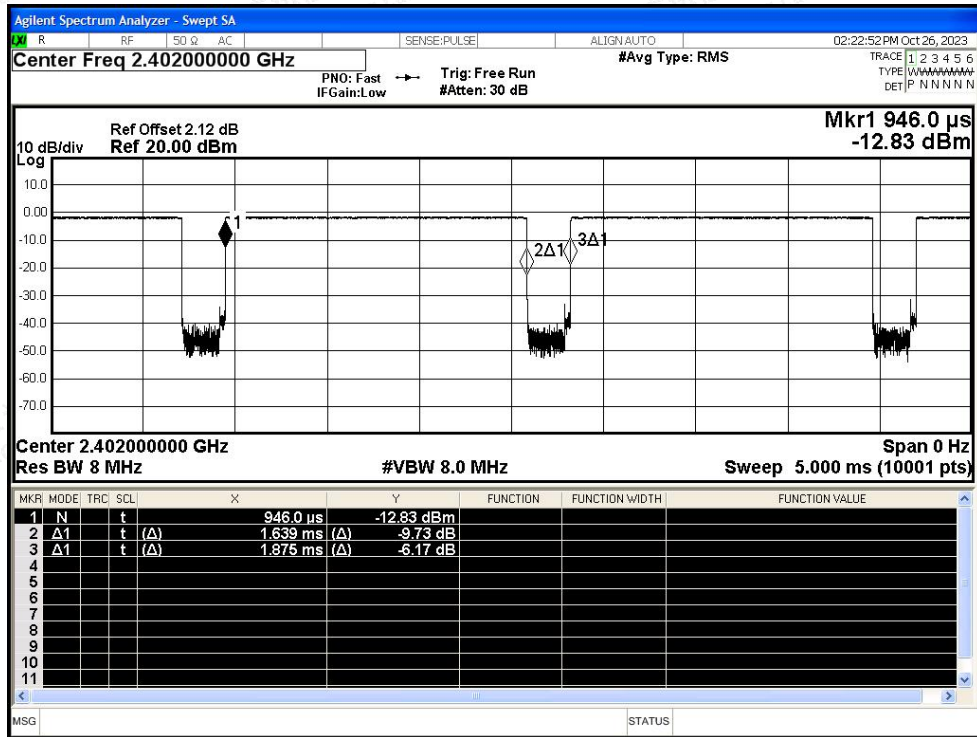 Agilent Spectrum Analyzer - Swept SA
LXI R RF 50 Ω AC SENSE:PULSE ALIGN AUTO 02:22:52 PM Oct 26, 2023
Center Freq 2.402000000 GHz #Avg Type: RMS TRACE 1 2 3 4 5 6
PNO: Fast Trig: Free Run TYPE
IFGain:Low #Atten: 30 dB DET P N N N N N
Mkr1 946.0 µs
Ref Offset 2.12 dB
10 dB/div Ref 20.00 dBm -12.83 dBm
Log
10.0
0.00
1
-10.0
2Δ1 3Δ1
-20.0
-30.0
-40.0
-50.0
-60.0
-70.0
Center 2.402000000 GHz Span 0 Hz
Res BW 8 MHz #VBW 8.0 MHz Sweep 5.000 ms (10001 pts)
MKR MODE TRC SCL X Y FUNCTION FUNCTION WIDTH FUNCTION VALUE
1 N t 946.0 µs -12.83 dBm
2 Δ1 t (Δ) 1.639 ms (Δ) -9.73 dB
3 Δ1 t (Δ) 1.875 ms (Δ) -6.17 dB
4
5
6
7
8
9
10
11
MSG STATUS